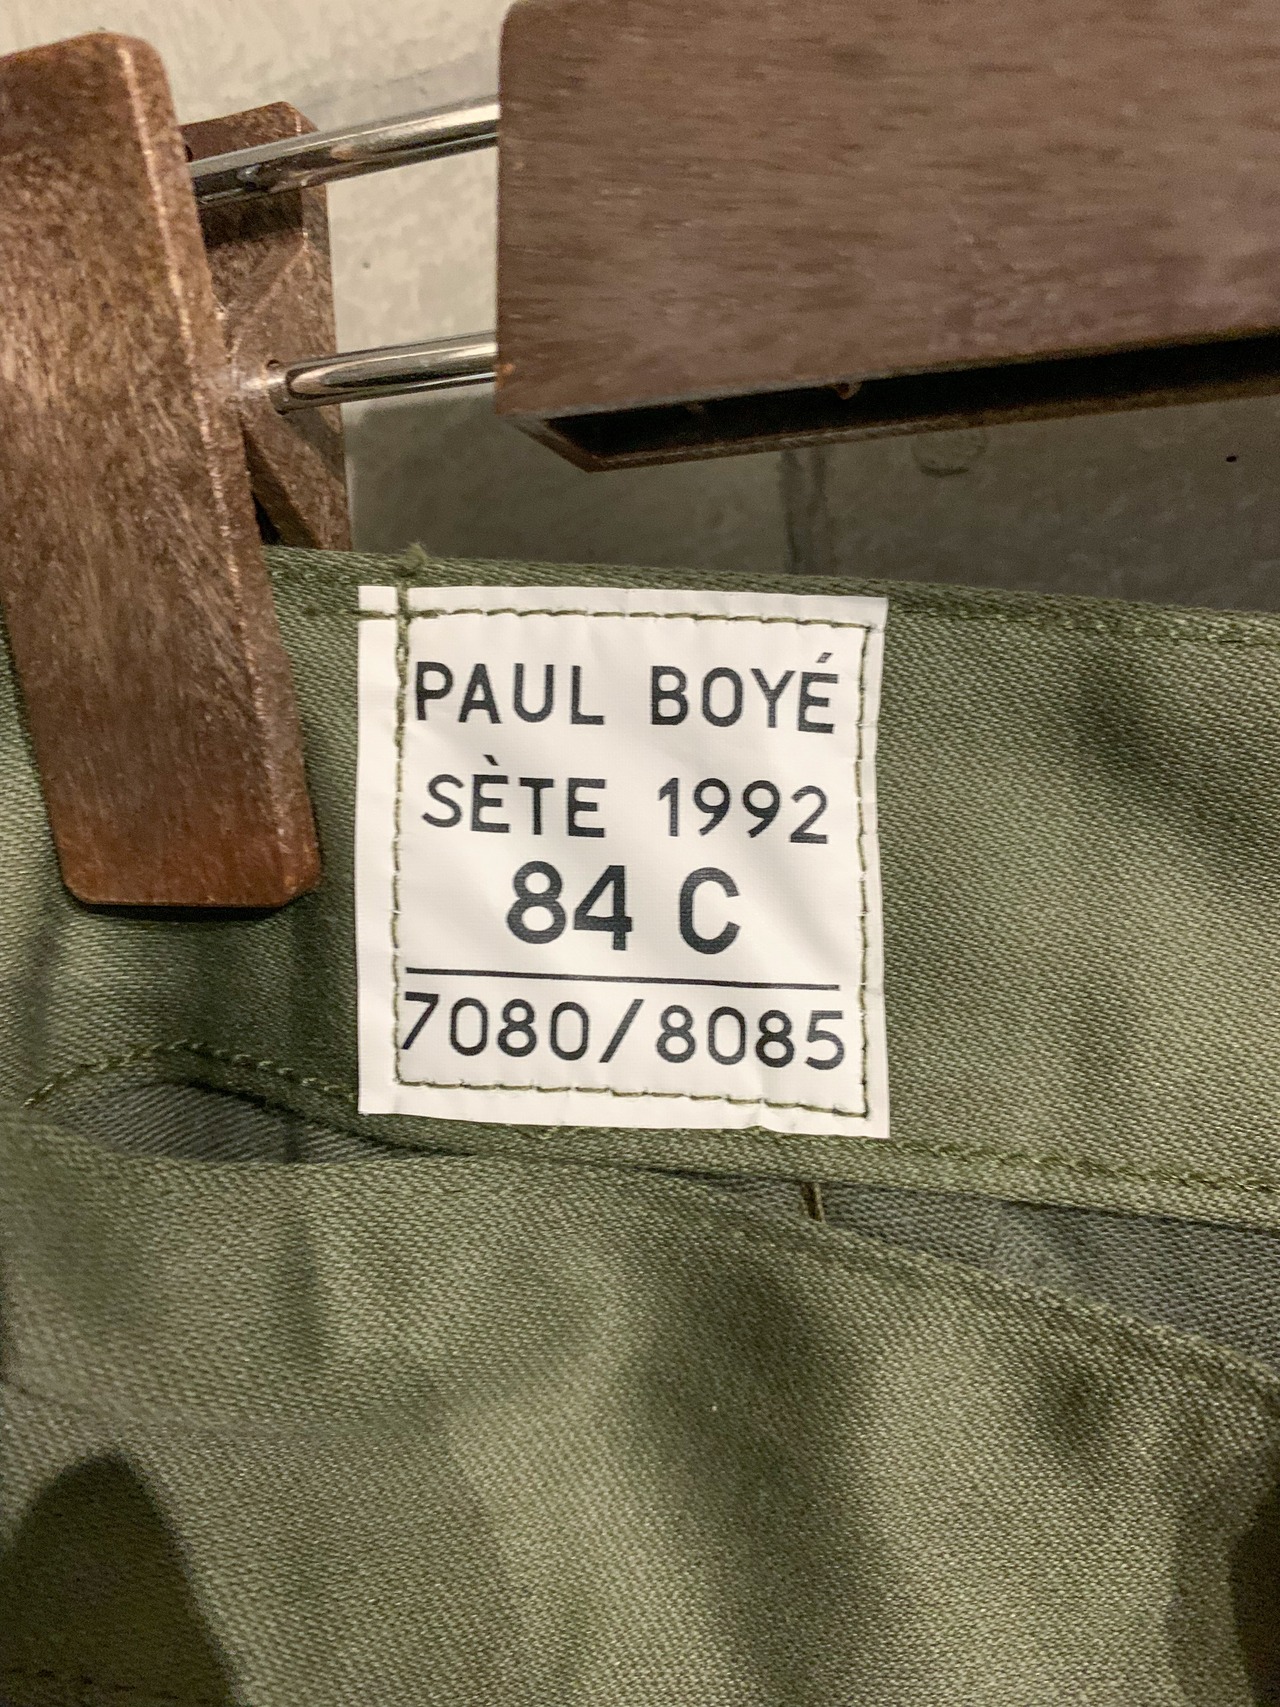 PAUL BOYÉ
SÈTE 1992
84 C
7080/8085